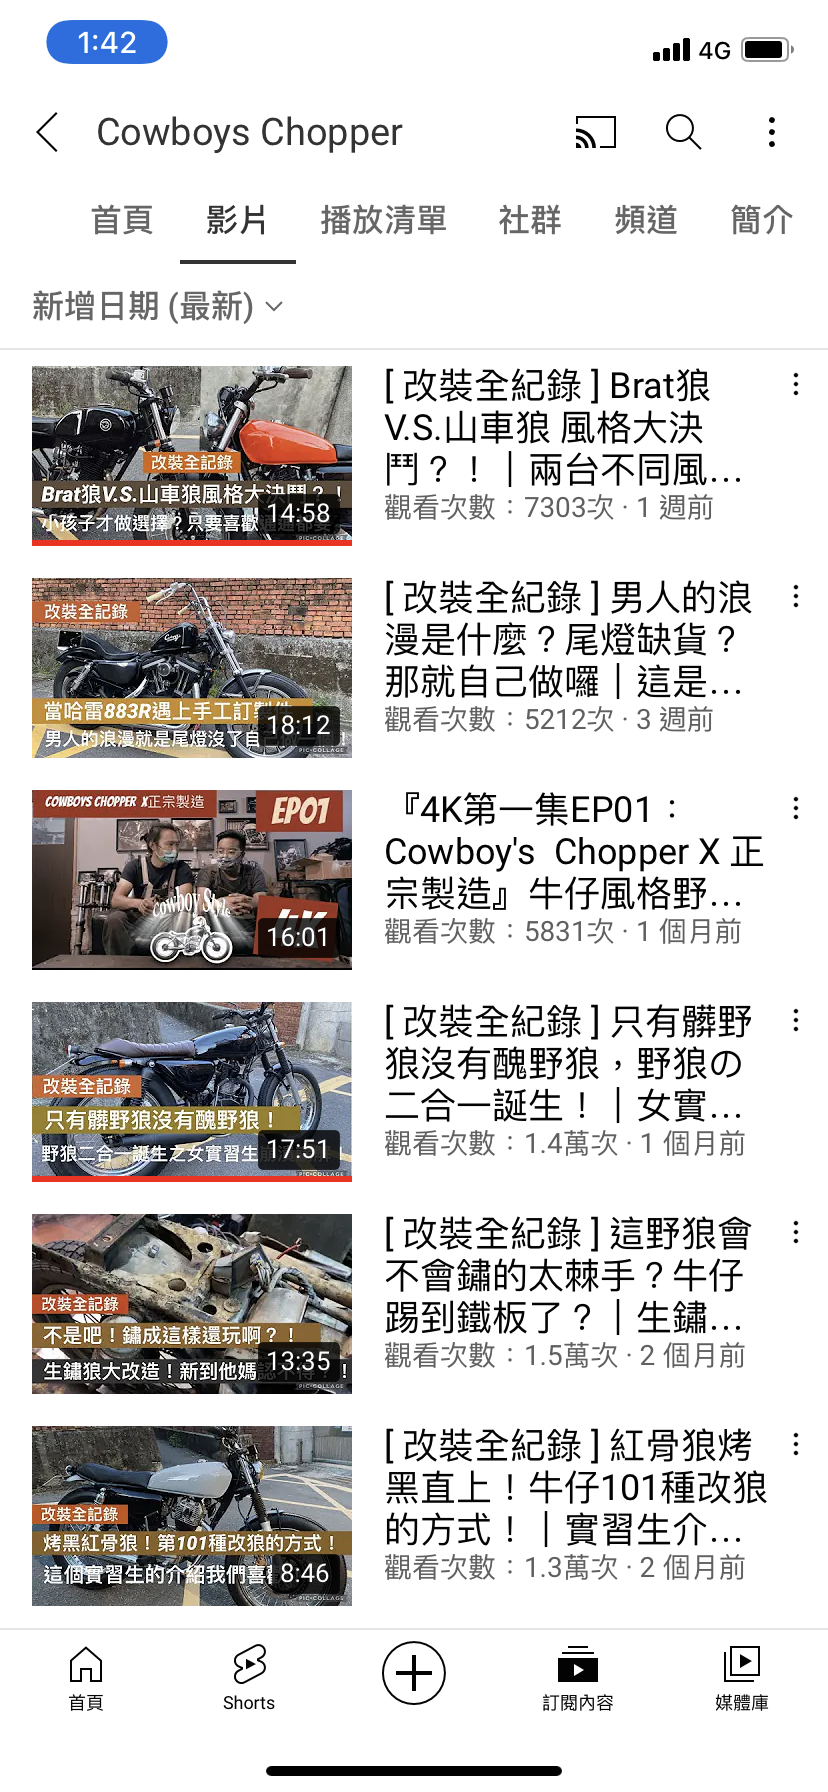 1:42
4G
Cowboys Chopper
首頁 影片 播放清單 社群 頻道 簡介
新增日期 (最新)
改裝全記錄
Brat狼V.S.山車狼風格大決鬥？！
小孩子才做選擇？只要喜歡
14:58
PIC•COLLAGE
[ 改裝全紀錄 ] Brat狼
V.S.山車狼 風格大決
鬥？！｜兩台不同風...
觀看次數：7303次 · 1 週前
改裝全記錄
當哈雷883R遇上手工訂製件
男人的浪漫就是尾燈沒了自
18:12
PIC•COLLAGE
[ 改裝全紀錄 ] 男人的浪
漫是什麼？尾燈缺貨？
那就自己做囉｜這是...
觀看次數：5212次 · 3 週前
COWBOYS CHOPPER X正宗製造
EP01
cowboy Style
4K
16:01
『4K第一集EP01：
Cowboy's Chopper X 正
宗製造』牛仔風格野...
觀看次數：5831次 · 1 個月前
改裝全記錄
只有髒野狼沒有醜野狼！
野狼二合一誕生之女實習生
17:51
PIC•COLLAGE
[ 改裝全紀錄 ] 只有髒野
狼沒有醜野狼，野狼の
二合一誕生！｜女實...
觀看次數：1.4萬次 · 1 個月前
改裝全記錄
不是吧！鏽成這樣還玩啊？！
生鏽狼大改造！新到他媽認不得！！
13:35
PIC•COLLAGE
[ 改裝全紀錄 ] 這野狼會
不會鏽的太棘手？牛仔
踢到鐵板了？｜生鏽...
觀看次數：1.5萬次 · 2 個月前
改裝全記錄
烤黑紅骨狼！第101種改狼的方式！
這個實習生的介紹我們喜
8:46
PIC•COLLAGE
[ 改裝全紀錄 ] 紅骨狼烤
黑直上！牛仔101種改狼
的方式！｜實習生介...
觀看次數：1.3萬次 · 2 個月前
首頁 Shorts 訂閱內容 媒體庫